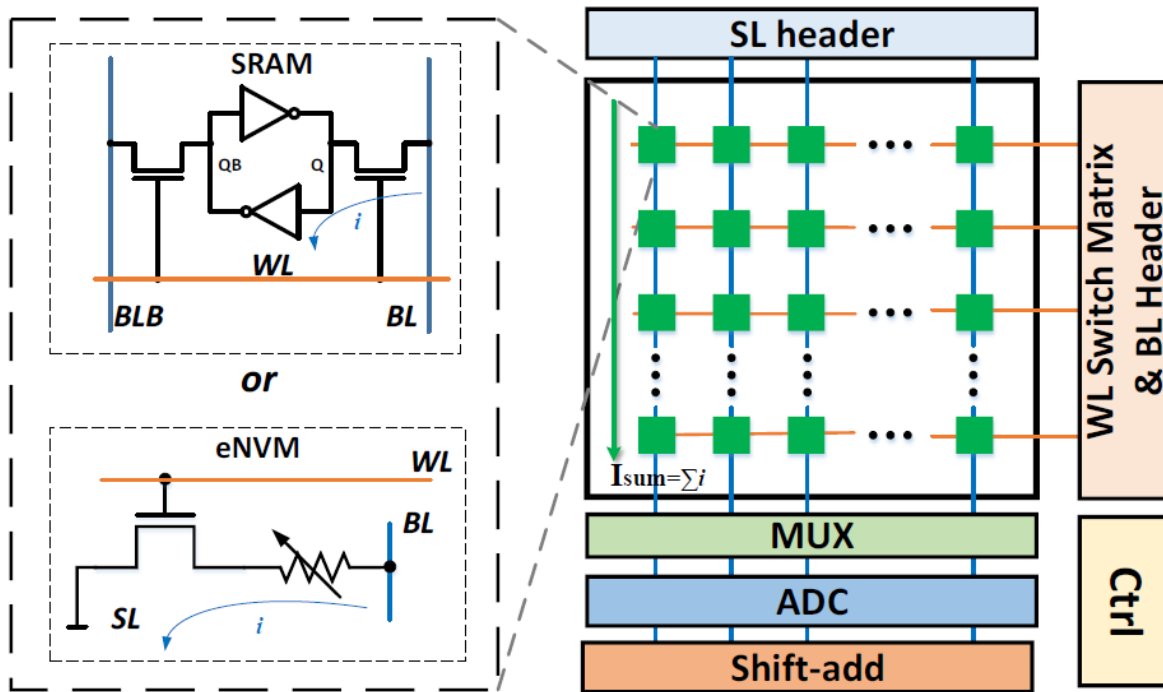 SRAM
QB
Q
i
WL
BLB
BL
or
eNVM
WL
BL
SL
i
SL header
Isum=∑i
WL Switch Matrix
& BL Header
MUX
ADC
Shift-add
Ctrl